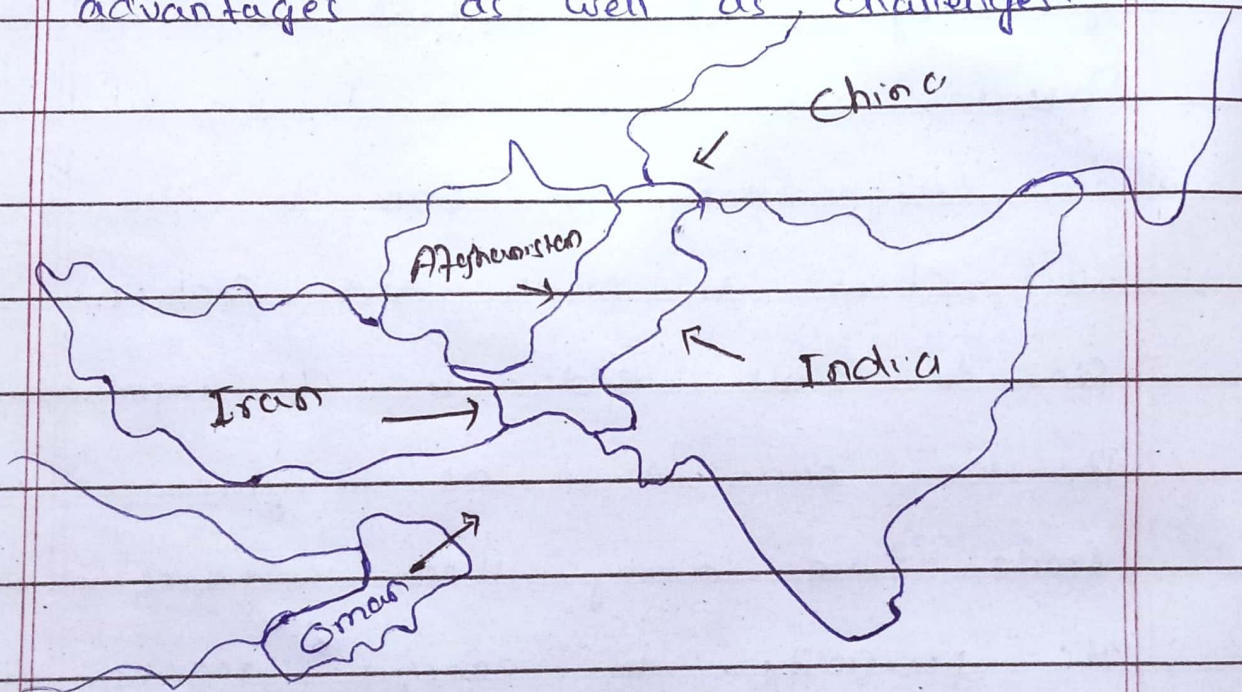 advantages as well as challenges.
China
Afghanistan
India
Iran
Oman